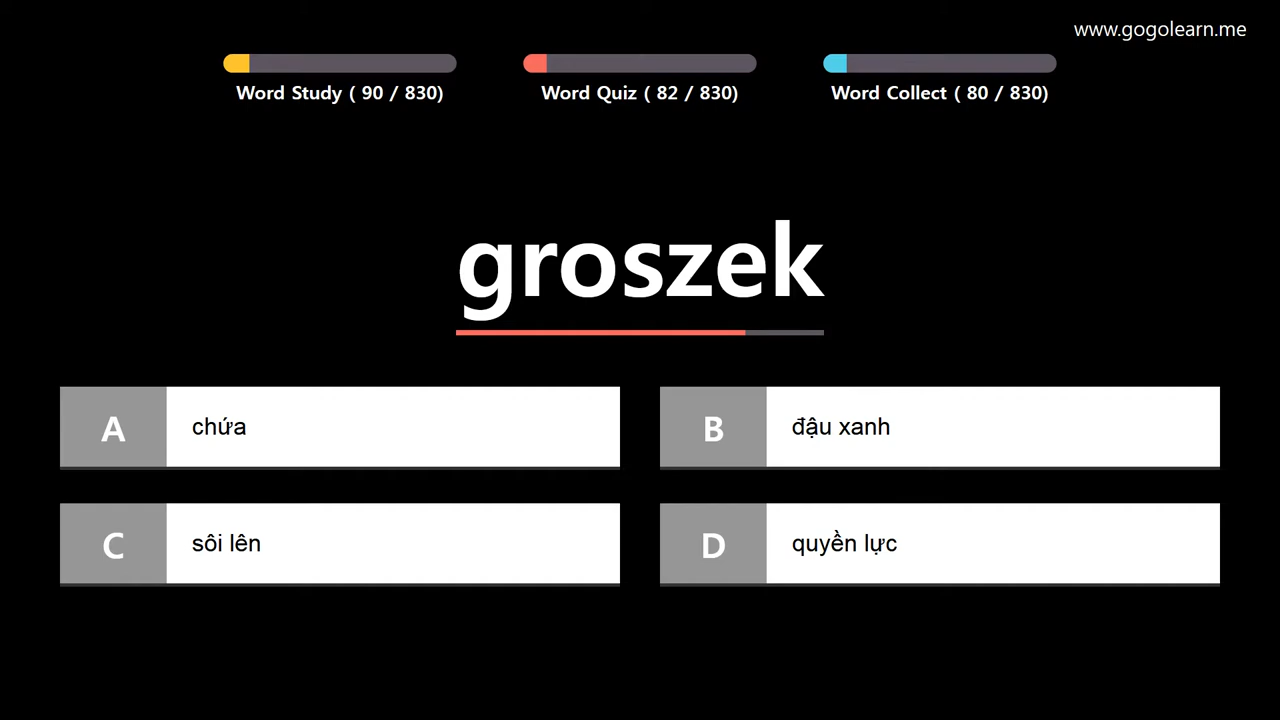 www.gogolearn.me
Word Study ( 90 / 830)
Word Quiz ( 82 / 830)
Word Collect ( 80 / 830)
groszek
A chứa
B đậu xanh
C sôi lên
D quyền lực